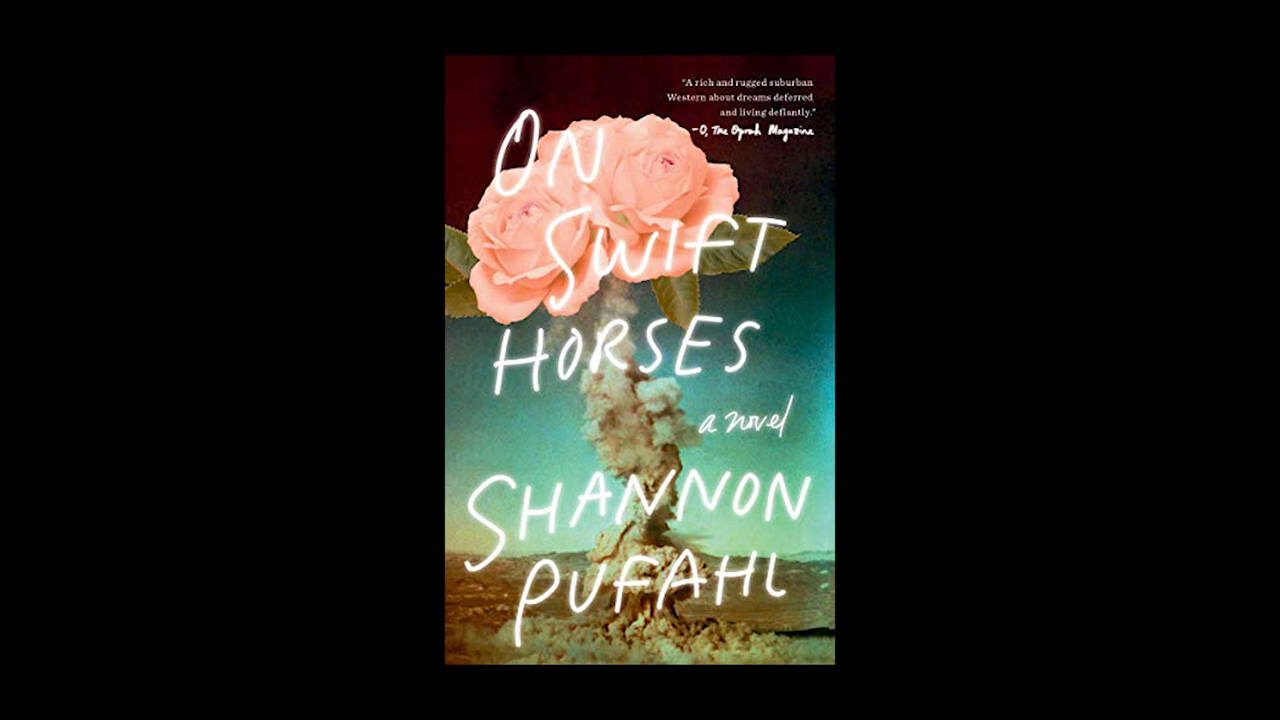 "A rich and rugged suburban
Western about dreams deferred
and living defiantly."
—O, The Oprah Magazine
ON
SWIFT
HORSES
a novel
SHANNON
PUFAHL